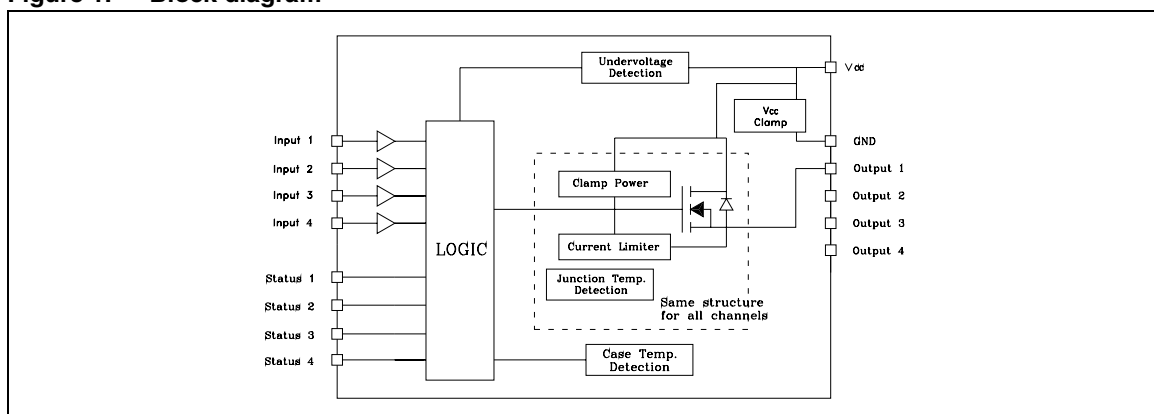 Figure 1. Block diagram
Undervoltage
Detection
Vdd
Vcc
Clamp
Input 1
GND
Input 2
Output 1
Clamp Power
Input 3
Output 2
Input 4
Output 3
LOGIC
Current Limiter
Output 4
Status 1
Junction Temp.
Detection
Status 2
Same structure
for all channels
Status 3
Status 4
Case Temp.
Detection